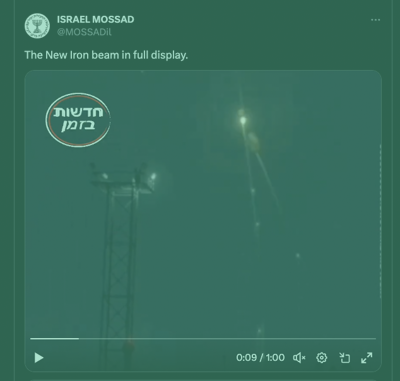 ISRAEL MOSSAD
@MOSSADil
The New Iron beam in full display.
חדשות
בזמן
0:09 / 1:00